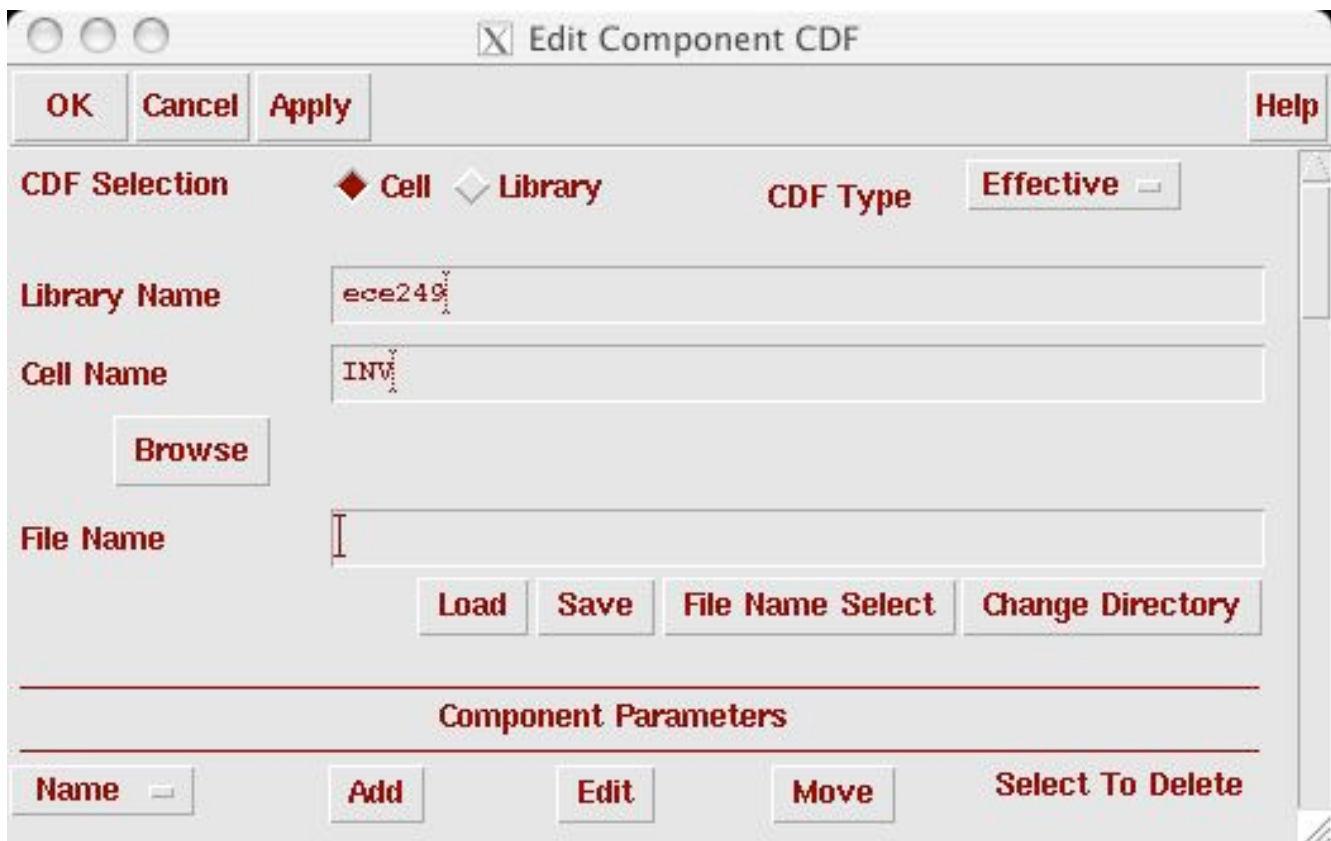 X Edit Component CDF
OK Cancel Apply Help
CDF Selection Cell Library CDF Type Effective
Library Name ece249
Cell Name INV
Browse
File Name
Load Save File Name Select Change Directory
Component Parameters
Name Add Edit Move Select To Delete